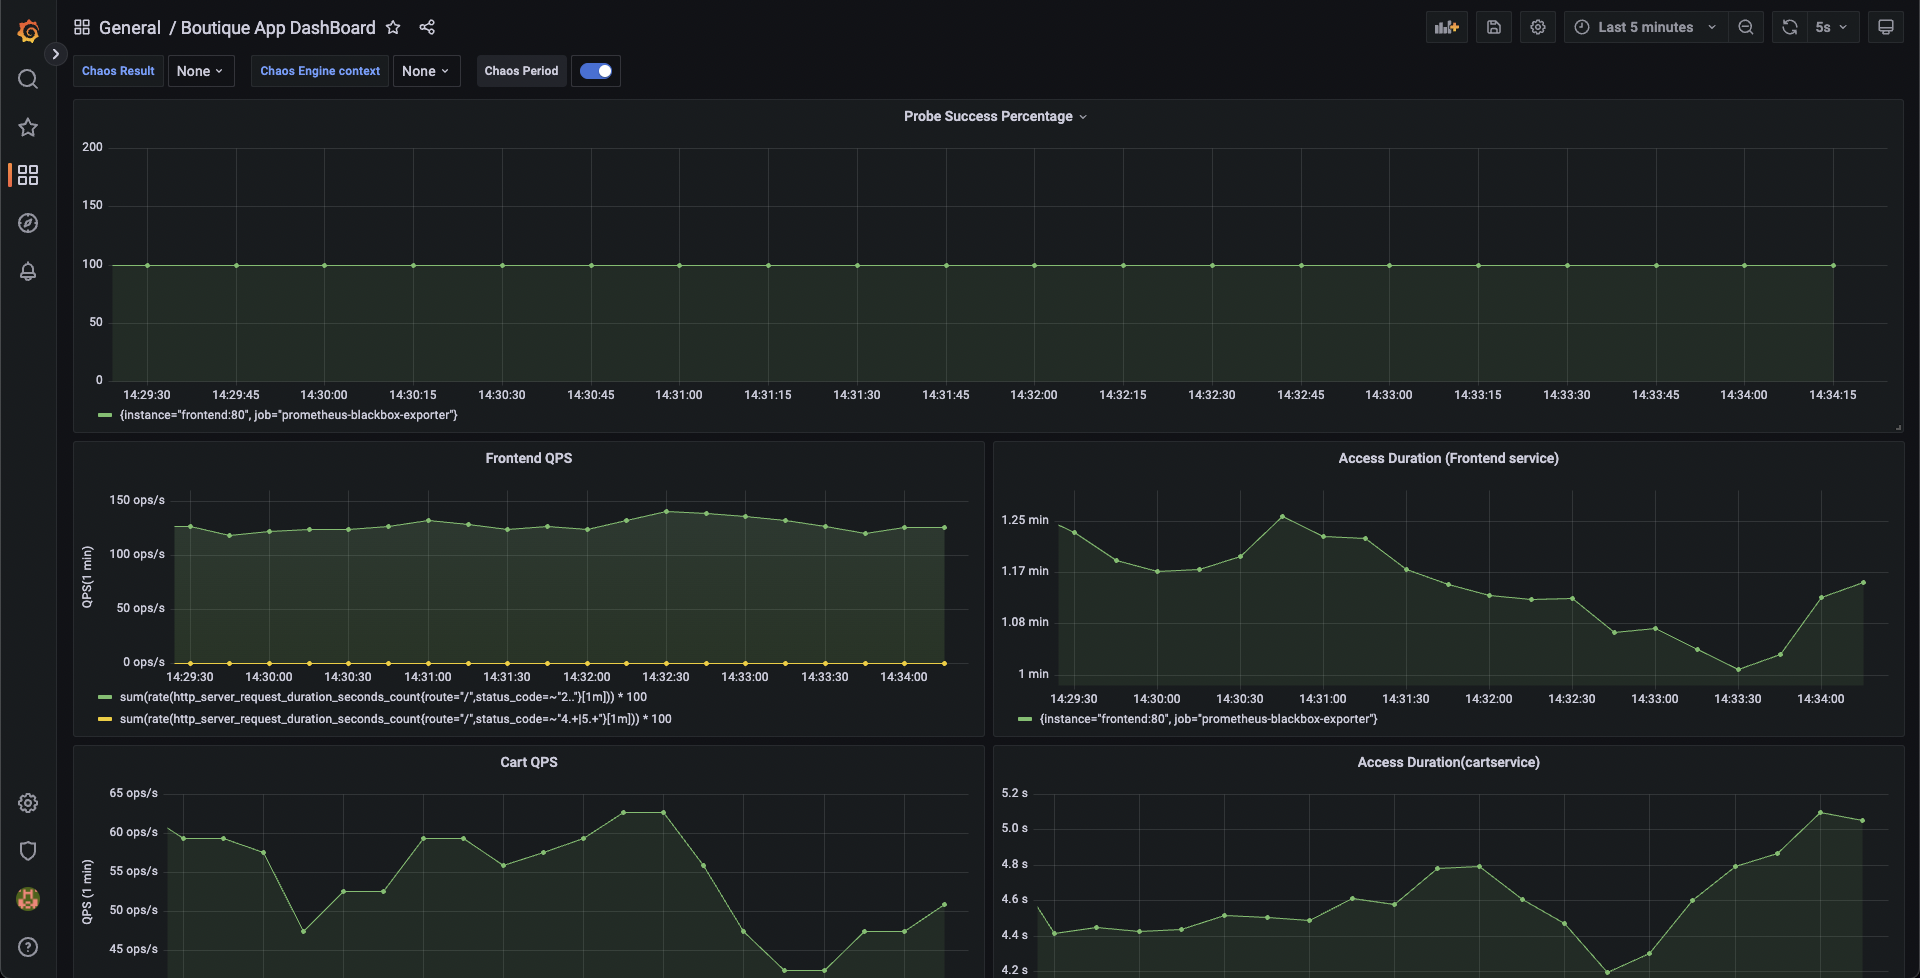 General / Boutique App DashBoard
Last 5 minutes
5s
Chaos Result None Chaos Engine context None Chaos Period
Probe Success Percentage
200
150
100
50
0
14:29:30 14:29:45 14:30:00 14:30:15 14:30:30 14:30:45 14:31:00 14:31:15 14:31:30 14:31:45 14:32:00 14:32:15 14:32:30 14:32:45 14:33:00 14:33:15 14:33:30 14:33:45 14:34:00 14:34:15
{instance="frontend:80", job="prometheus-blackbox-exporter"}
Frontend QPS
QPS(1 min)
150 ops/s
100 ops/s
50 ops/s
0 ops/s
14:29:30 14:30:00 14:30:30 14:31:00 14:31:30 14:32:00 14:32:30 14:33:00 14:33:30 14:34:00
sum(rate(http_server_request_duration_seconds_count{route="/",status_code=~"2.."}[1m])) * 100
sum(rate(http_server_request_duration_seconds_count{route="/",status_code=~"4.+|5.+"}[1m])) * 100
Access Duration (Frontend service)
1.25 min
1.17 min
1.08 min
1 min
14:29:30 14:30:00 14:30:30 14:31:00 14:31:30 14:32:00 14:32:30 14:33:00 14:33:30 14:34:00
{instance="frontend:80", job="prometheus-blackbox-exporter"}
Cart QPS
QPS (1 min)
65 ops/s
60 ops/s
55 ops/s
50 ops/s
45 ops/s
Access Duration(cartservice)
5.2 s
5.0 s
4.8 s
4.6 s
4.4 s
4.2 s